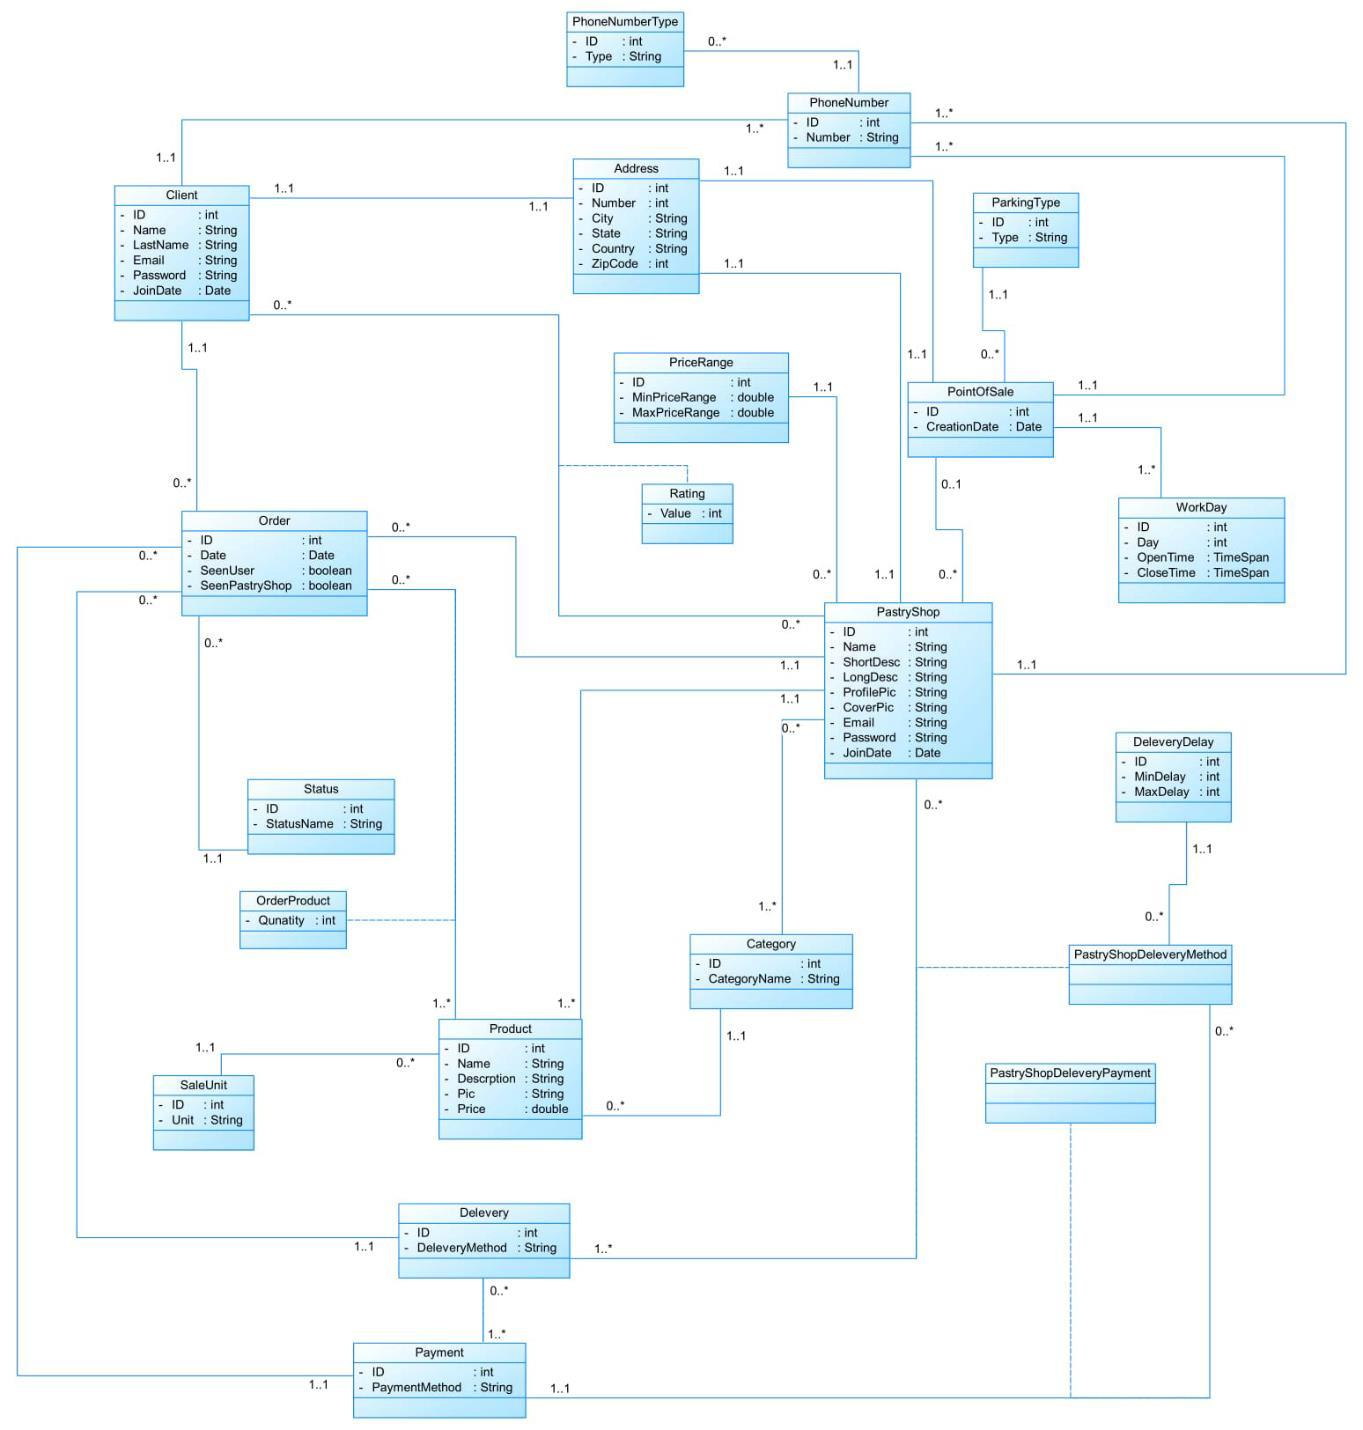 PhoneNumberType
- ID : int
- Type : String
0..*
1..1
PhoneNumber
- ID : int
- Number : String
1..*
1..*
1..*
1..1
Client
- ID : int
- Name : String
- LastName : String
- Email : String
- Password : String
- JoinDate : Date
1..1
1..1
Address
- ID : int
- Number : int
- City : String
- State : String
- Country : String
- ZipCode : int
1..1
1..1
ParkingType
- ID : int
- Type : String
1..1
0..*
0..*
1..1
PriceRange
- ID : int
- MinPriceRange : double
- MaxPriceRange : double
1..1
1..1
PointOfSale
- ID : int
- CreationDate : Date
1..1
1..1
0..1
1..*
Rating
- Value : int
WorkDay
- ID : int
- Day : int
- OpenTime : TimeSpan
- CloseTime : TimeSpan
0..*
Order
- ID : int
- Date : Date
- SeenUser : boolean
- SeenPastryShop : boolean
0..*
0..*
0..*
0..*
0..*
0..*
1..1
0..*
PastryShop
- ID : int
- Name : String
- ShortDesc : String
- LongDesc : String
- ProfilePic : String
- CoverPic : String
- Email : String
- Password : String
- JoinDate : Date
0..*
1..1
1..1
0..*
1..1
0..*
DeleveryDelay
- ID : int
- MinDelay : int
- MaxDelay : int
1..1
0..*
Status
- ID : int
- StatusName : String
1..1
OrderProduct
- Qunatity : int
1..*
Category
- ID : int
- CategoryName : String
1..1
PastryShopDeleveryMethod
0..*
1..*
1..*
Product
- ID : int
- Name : String
- Descrption : String
- Pic : String
- Price : double
0..*
0..*
1..1
SaleUnit
- ID : int
- Unit : String
PastryShopDeleveryPayment
Delevery
- ID : int
- DeleveryMethod : String
1..1
1..*
0..*
1..*
Payment
- ID : int
- PaymentMethod : String
1..1
1..1